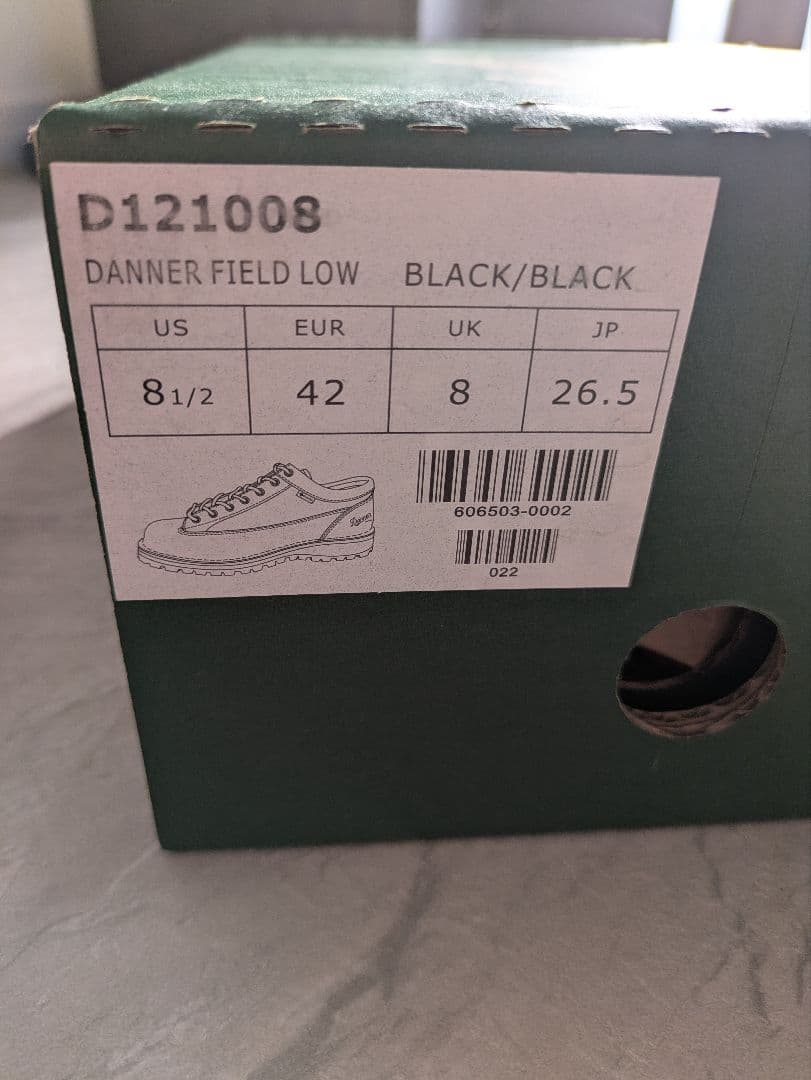 D121008
DANNER FIELD LOW BLACK/BLACK
US EUR UK JP
8 1/2 42 8 26.5
Danner
606503-0002
022